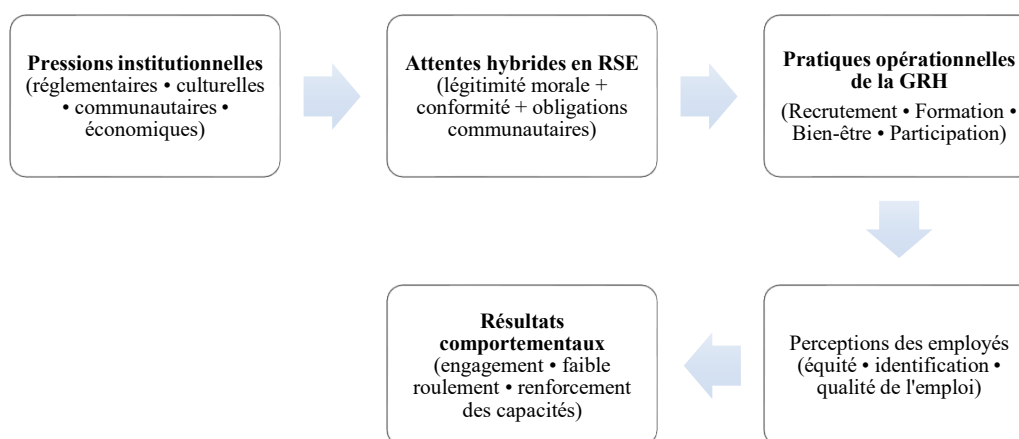 Pressions institutionnelles
(réglementaires • culturelles
• communautaires •
économiques)
Attentes hybrides en RSE
(légitimité morale +
conformité + obligations
communautaires)
Pratiques opérationnelles
de la GRH
(Recrutement • Formation •
Bien-être • Participation)
Perceptions des employés
(équité • identification •
qualité de l'emploi)
Résultats
comportementaux
(engagement • faible
roulement • renforcement
des capacités)